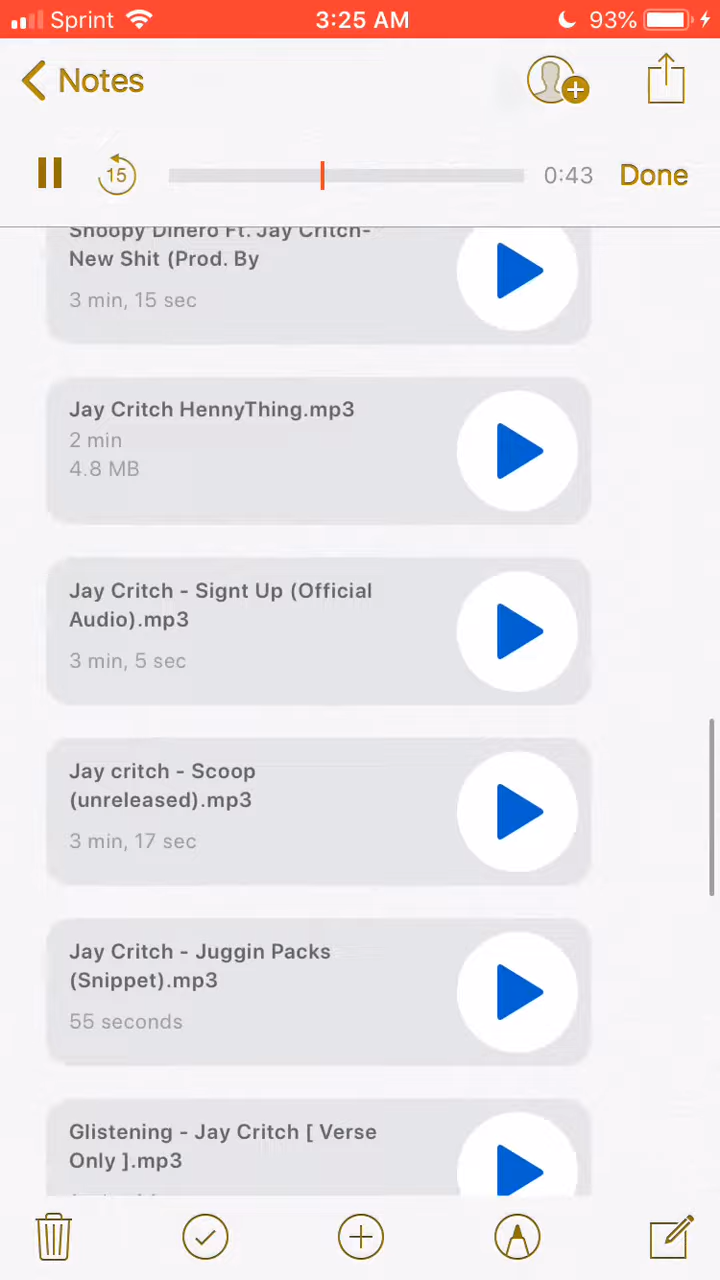 Sprint 3:25 AM 93%
Notes
15 0:43 Done
Snoopy Dinero Ft. Jay Critch-
New Shit (Prod. By
3 min, 15 sec
Jay Critch HennyThing.mp3
2 min
4.8 MB
Jay Critch - Signt Up (Official
Audio).mp3
3 min, 5 sec
Jay critch - Scoop
(unreleased).mp3
3 min, 17 sec
Jay Critch - Juggin Packs
(Snippet).mp3
55 seconds
Glistening - Jay Critch [ Verse
Only ].mp3